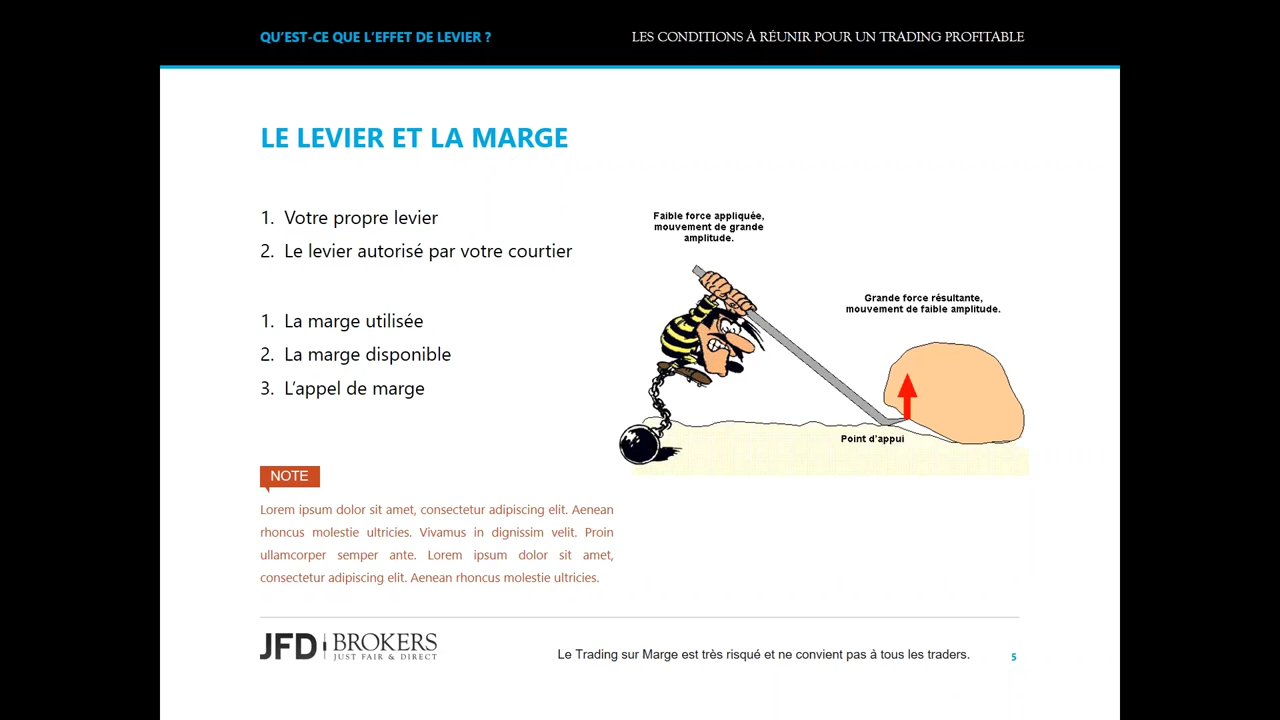 QU'EST-CE QUE L'EFFET DE LEVIER ?
LES CONDITIONS À RÉUNIR POUR UN TRADING PROFITABLE
LE LEVIER ET LA MARGE
1. Votre propre levier
2. Le levier autorisé par votre courtier
1. La marge utilisée
2. La marge disponible
3. L'appel de marge
Faible force appliquée,
mouvement de grande
amplitude.
Grande force résultante,
mouvement de faible amplitude.
Point d'appui
NOTE
Lorem ipsum dolor sit amet, consectetur adipiscing elit. Aenean
rhoncus molestie ultricies. Vivamus in dignissim velit. Proin
ullamcorper semper ante. Lorem ipsum dolor sit amet,
consectetur adipiscing elit. Aenean rhoncus molestie ultricies.
JFD BROKERS
JUST FAIR & DIRECT
Le Trading sur Marge est très risqué et ne convient pas à tous les traders.
5